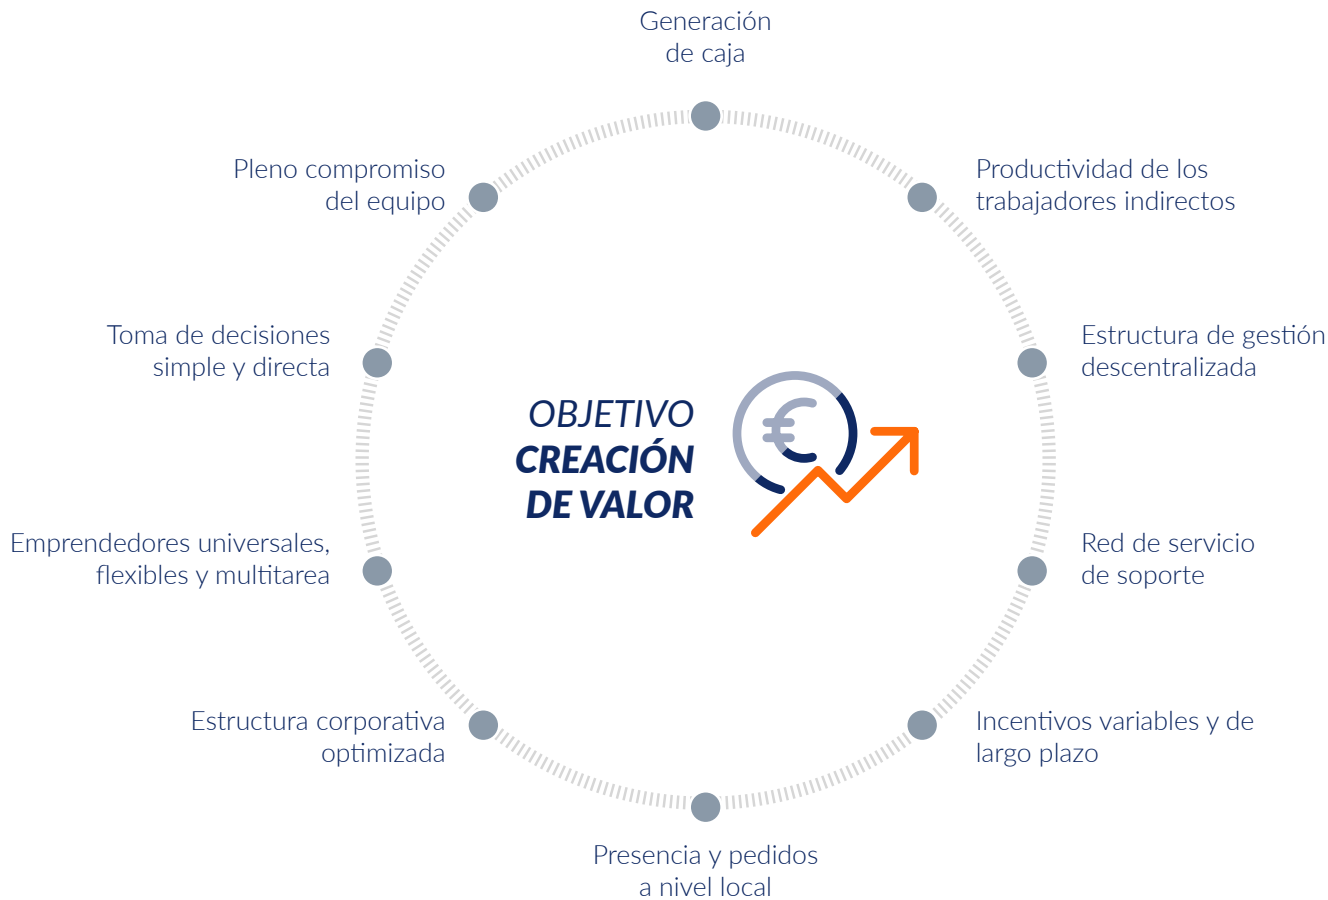 Generación
de caja
Productividad de los
trabajadores indirectos
Estructura de gestión
descentralizada
Red de servicio
de soporte
Incentivos variables y de
largo plazo
Presencia y pedidos
a nivel local
Estructura corporativa
optimizada
Emprendedores universales,
flexibles y multitarea
Toma de decisiones
simple y directa
Pleno compromiso
del equipo
OBJETIVO
CREACIÓN
DE VALOR
€